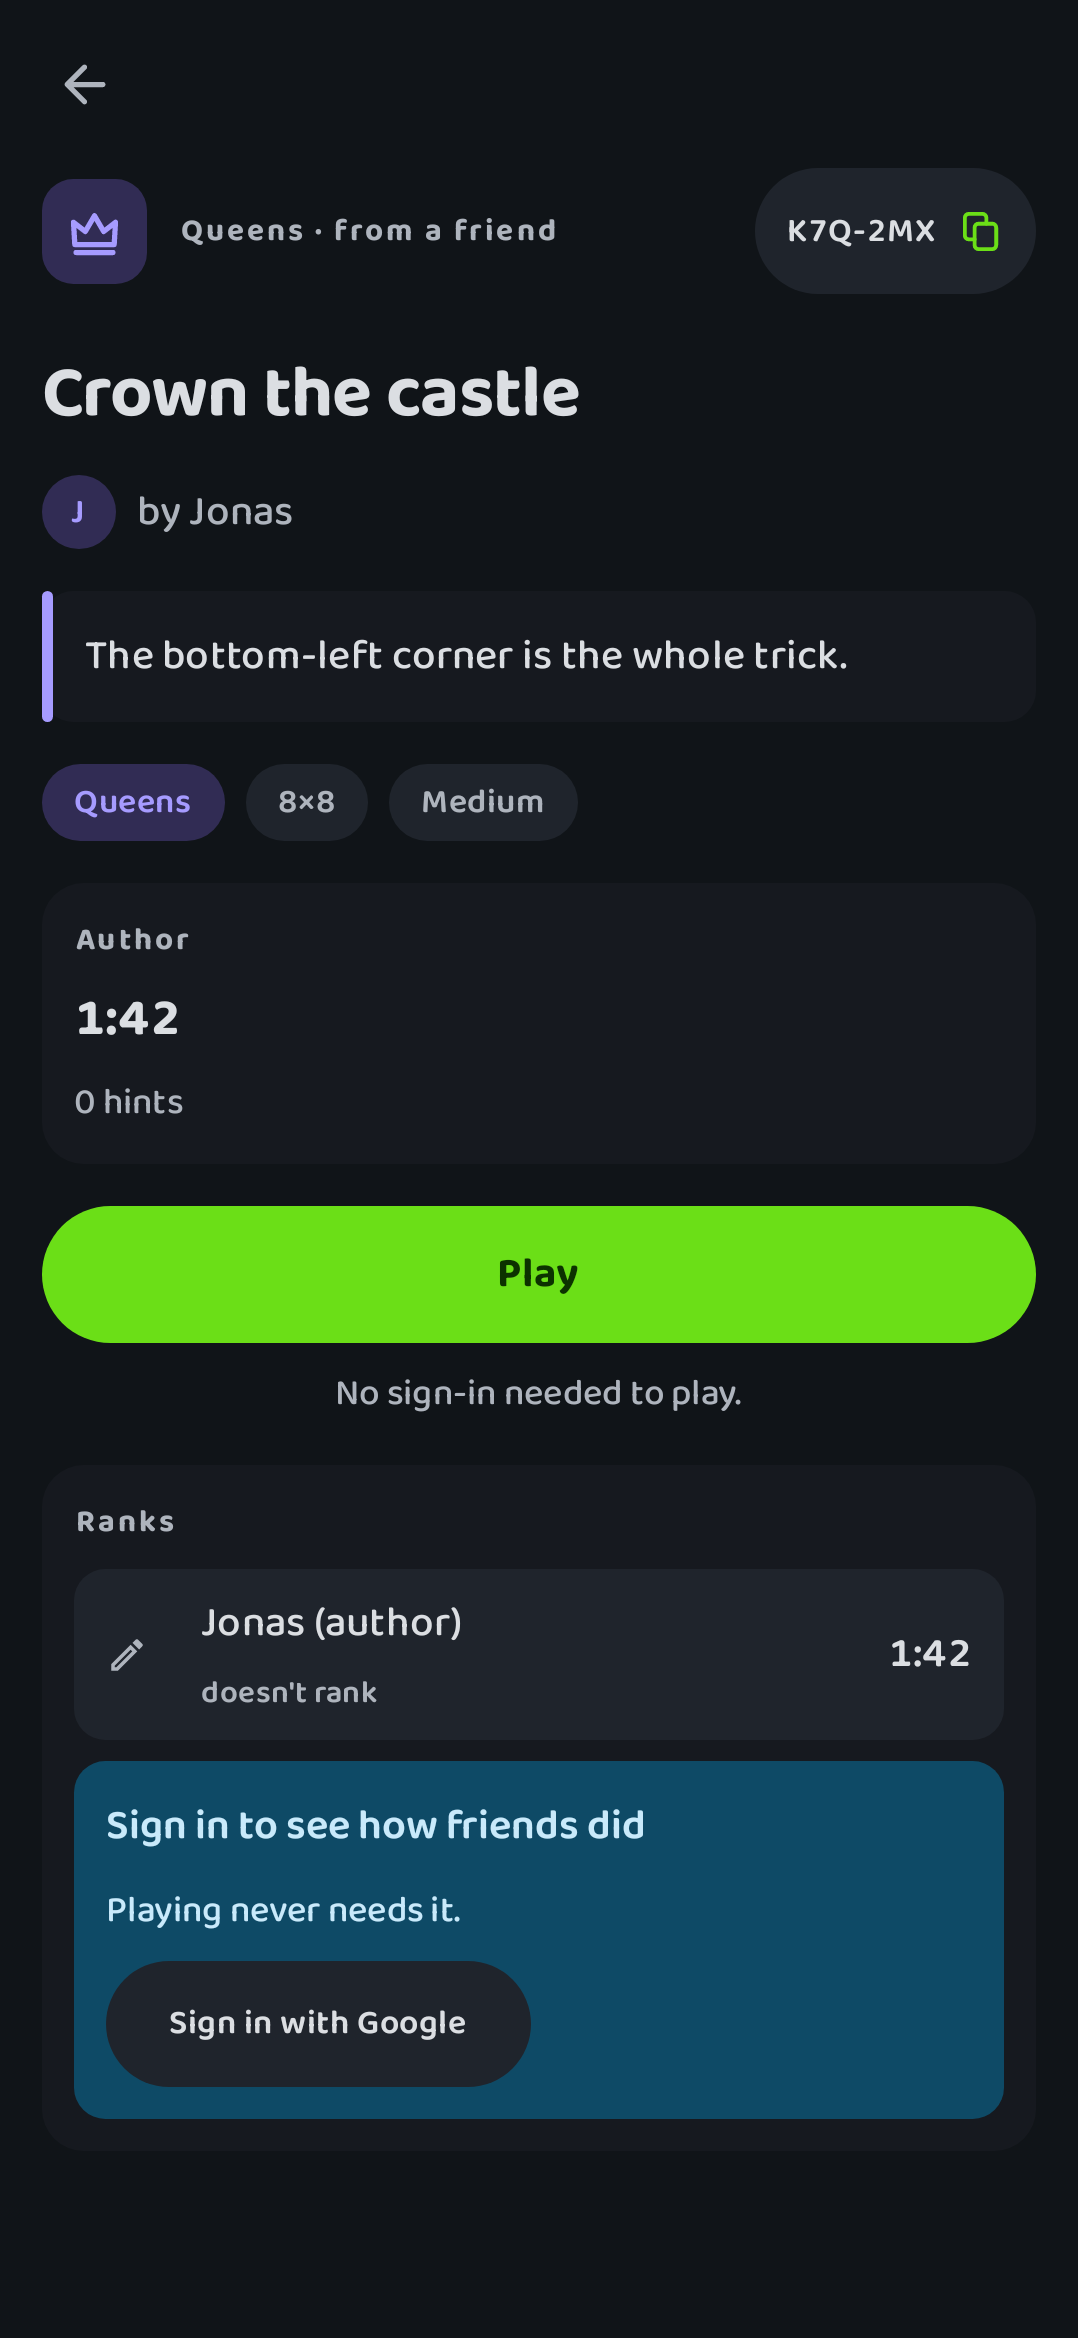 Queens · from a friend
K7Q-2MX
Crown the castle
J
by Jonas
The bottom-left corner is the whole trick.
Queens
8×8
Medium
Author
1:42
0 hints
Play
No sign-in needed to play.
Ranks
Jonas (author)
1:42
doesn't rank
Sign in to see how friends did
Playing never needs it.
Sign in with Google